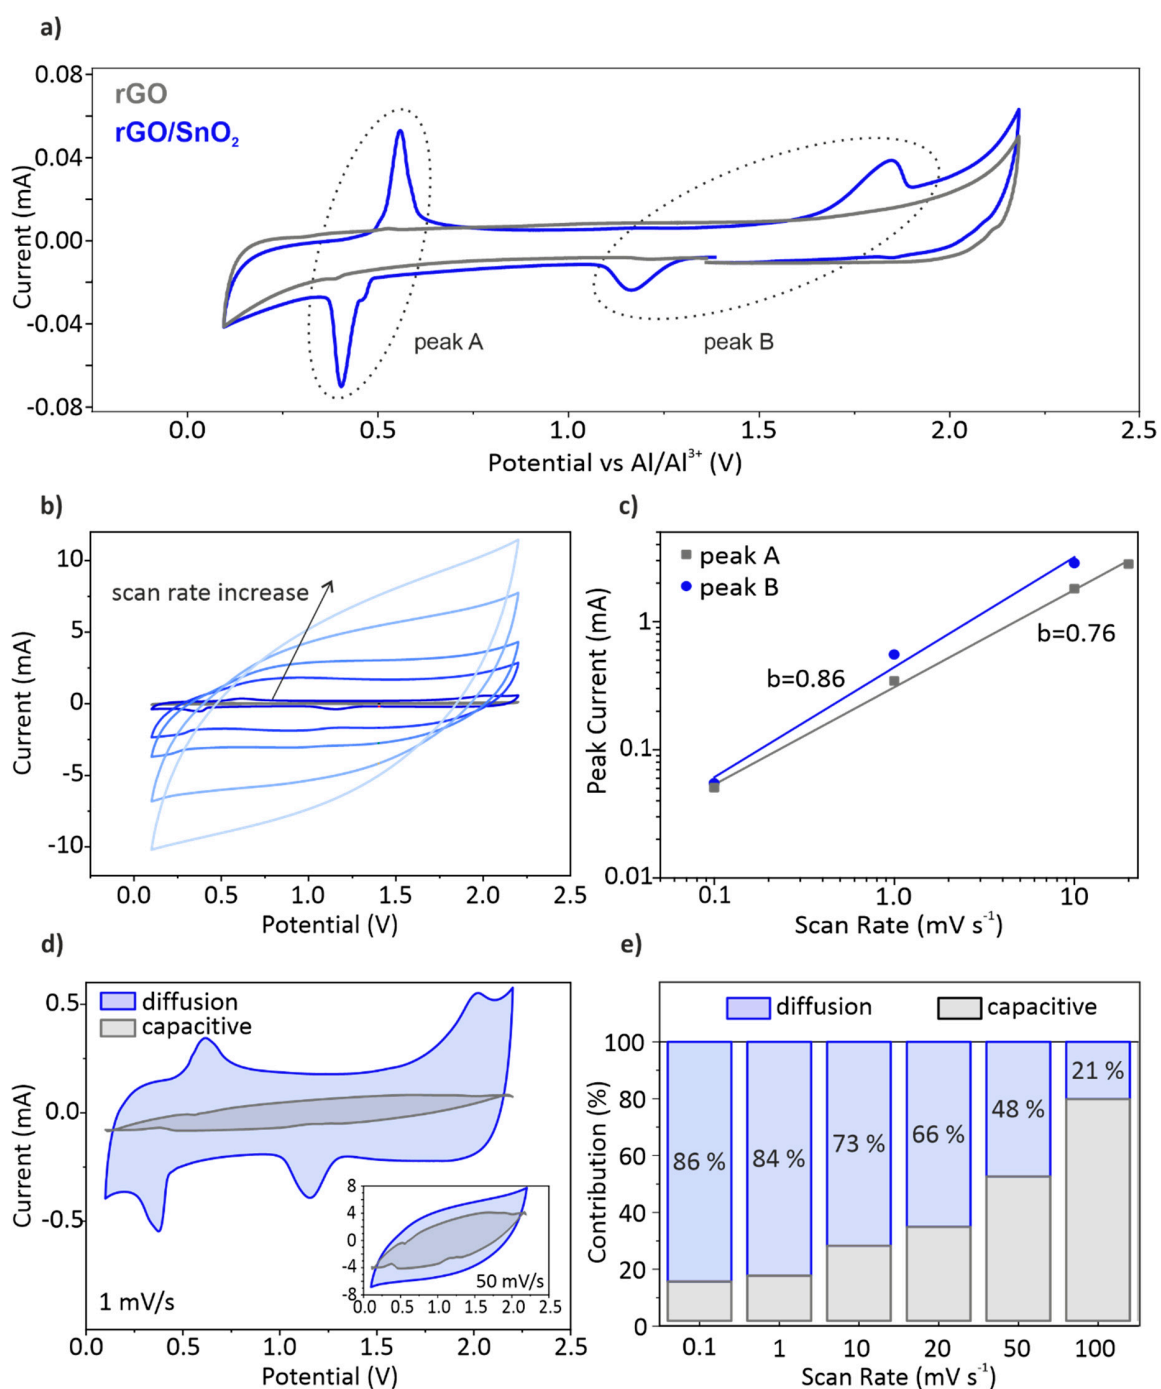 a)
0.08
0.04
0.00
-0.04
-0.08
Current (mA)
rGO
rGO/SnO₂
peak A
peak B
0.0 0.5 1.0 1.5 2.0 2.5
Potential vs Al/Al³⁺ (V)
b)
10
5
0
-5
-10
Current (mA)
scan rate increase
0.0 0.5 1.0 1.5 2.0 2.5
Potential (V)
c)
1
0.1
0.01
Peak Current (mA)
peak A
peak B
b=0.86
b=0.76
0.1 1.0 10
Scan Rate (mV s⁻¹)
d)
0.5
0.0
-0.5
Current (mA)
diffusion
capacitive
1 mV/s
8
4
0
-4
-8
50 mV/s
0.0 0.5 1.0 1.5 2.0 2.5
0.0 0.5 1.0 1.5 2.0 2.5
Potential (V)
e)
diffusion
capacitive
100
80
60
40
20
0
Contribution (%)
86 % 84 % 73 % 66 % 48 % 21 %
0.1 1 10 20 50 100
Scan Rate (mV s⁻¹)